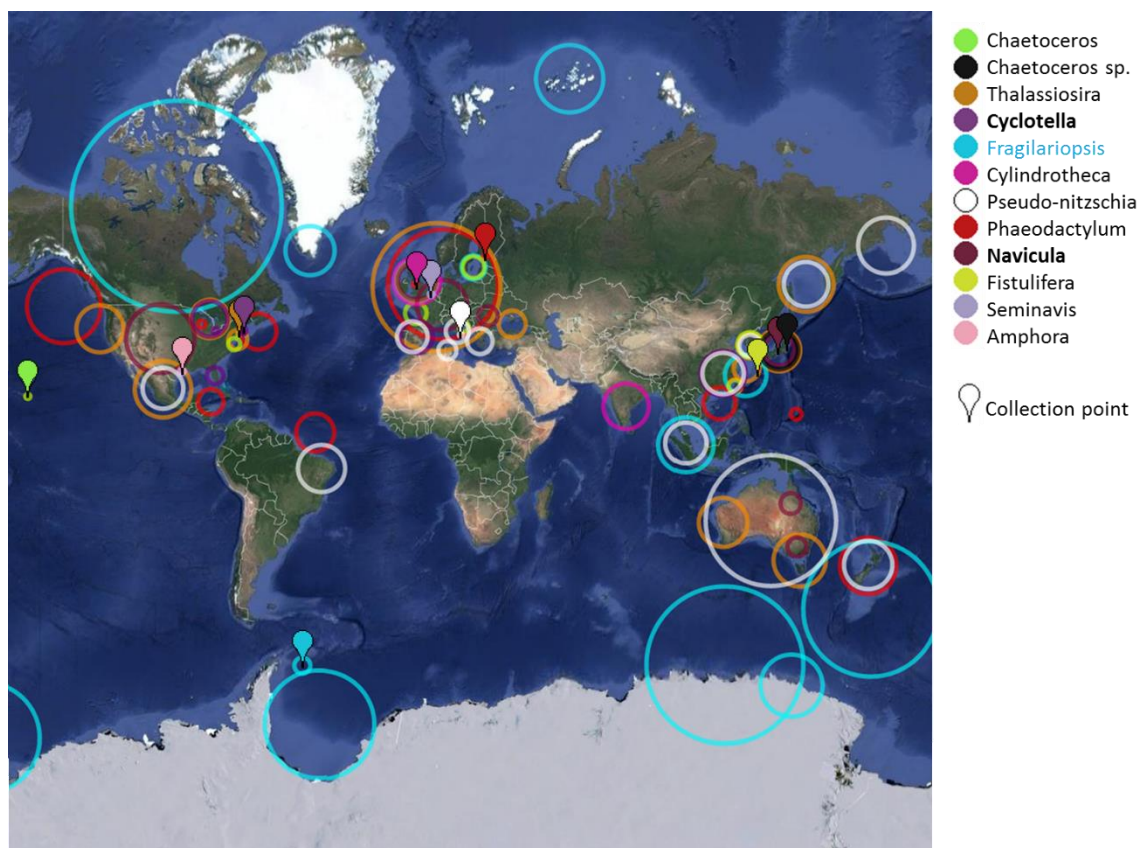 Chaetoceros
Chaetoceros sp.
Thalassiosira
Cyclotella
Fragilariopsis
Cylindrotheca
Pseudo-nitzschia
Phaeodactylum
Navicula
Fistulifera
Seminavis
Amphora
Collection point